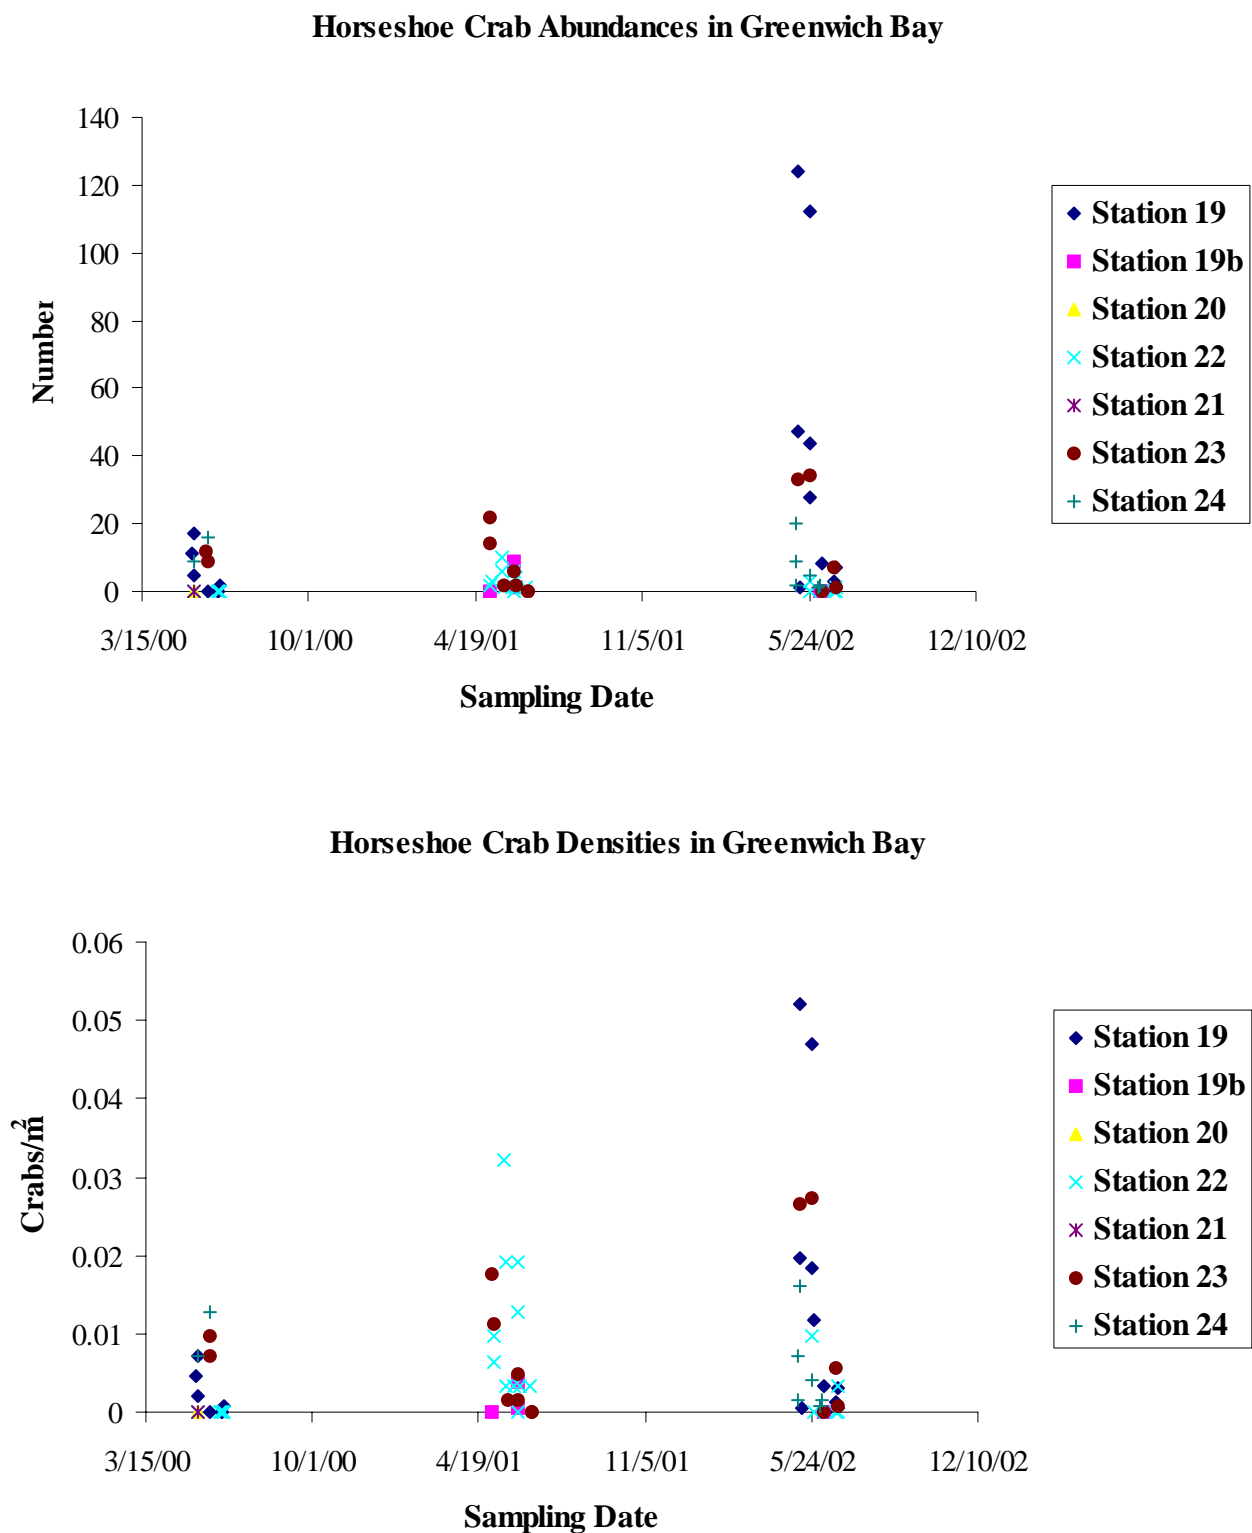 Horseshoe Crab Abundances in Greenwich Bay
140
120
100
80
60
40
20
0
Number
3/15/00 10/1/00 4/19/01 11/5/01 5/24/02 12/10/02
Sampling Date
Station 19
Station 19b
Station 20
Station 22
Station 21
Station 23
Station 24
Horseshoe Crab Densities in Greenwich Bay
0.06
0.05
0.04
0.03
0.02
0.01
0
Crabs/m²
3/15/00 10/1/00 4/19/01 11/5/01 5/24/02 12/10/02
Sampling Date
Station 19
Station 19b
Station 20
Station 22
Station 21
Station 23
Station 24